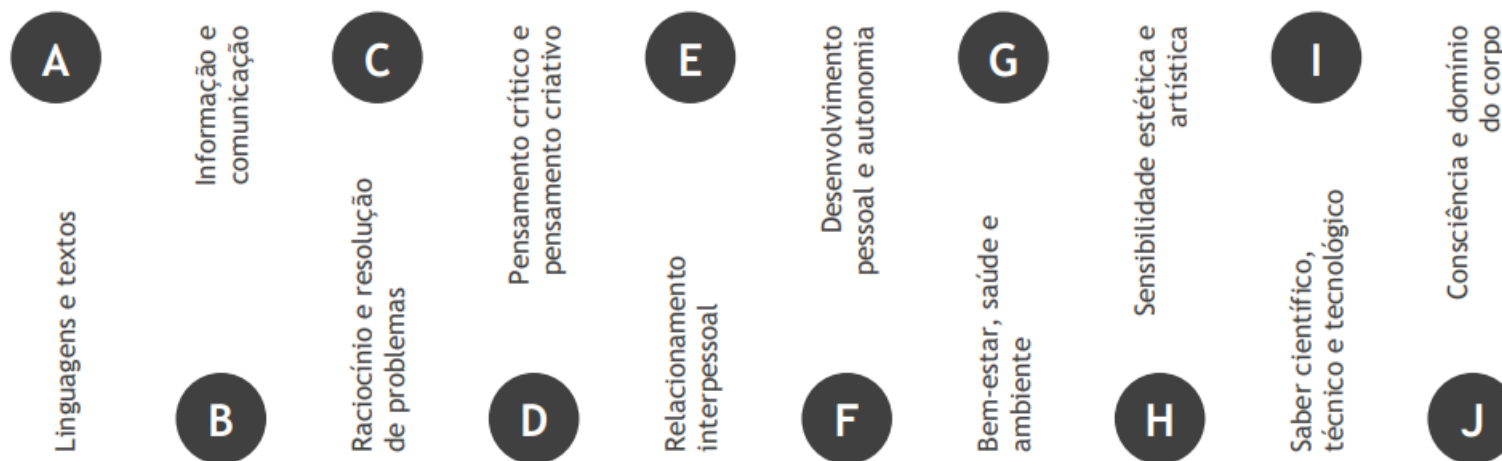 A
Linguagens e textos
B
Informação e
comunicação
C
Raciocínio e resolução
de problemas
D
Pensamento crítico e
pensamento criativo
E
Relacionamento
interpessoal
F
Desenvolvimento
pessoal e autonomia
G
Bem-estar, saúde e
ambiente
H
Sensibilidade estética e
artística
I
Saber científico,
técnico e tecnológico
J
Consciência e domínio
do corpo